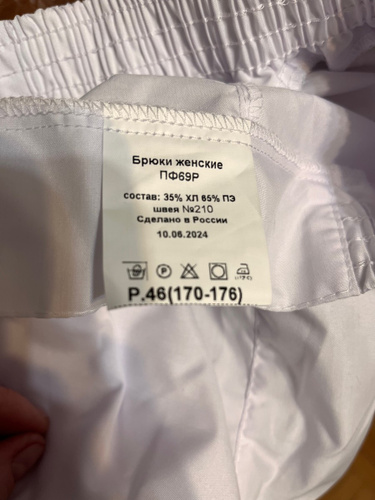 Брюки женские
ПФ69Р
состав: 35% ХЛ 65% ПЭ
швея №210
Сделано в России
10.06.2024
Р.46(170-176)